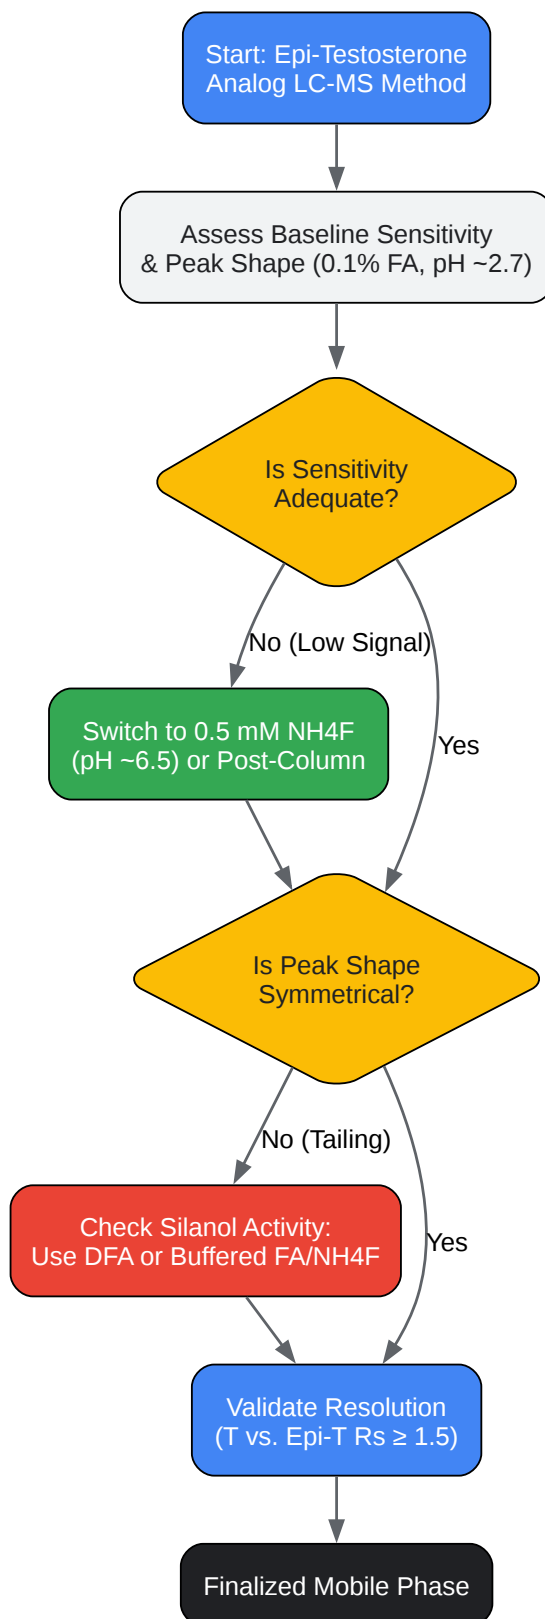 Start: Epi-Testosterone
Analog LC-MS Method
Assess Baseline Sensitivity
& Peak Shape (0.1% FA, pH ~2.7)
Is Sensitivity
Adequate?
No (Low Signal)
Switch to 0.5 mM NH4F
(pH ~6.5) or Post-Column
Yes
Is Peak Shape
Symmetrical?
No (Tailing)
Check Silanol Activity:
Use DFA or Buffered FA/NH4F
Yes
Validate Resolution
(T vs. Epi-T Rs ≥ 1.5)
Finalized Mobile Phase